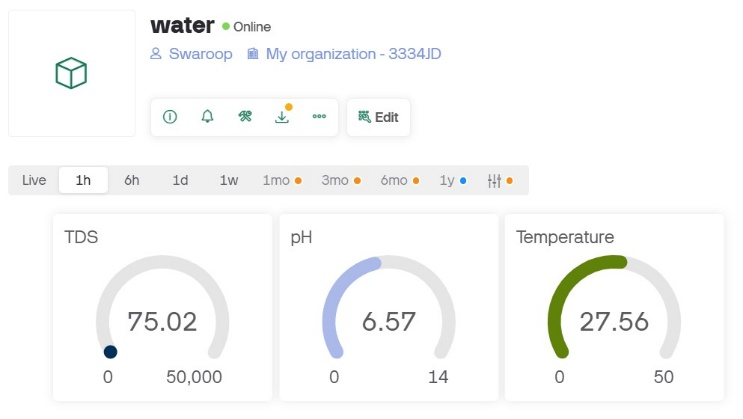 water Online
Swaroop My organization - 3334JD
Edit
Live 1h 6h 1d 1w 1mo 3mo 6mo 1y
TDS pH Temperature
75.02 6.57 27.56
0 50,000 0 14 0 50